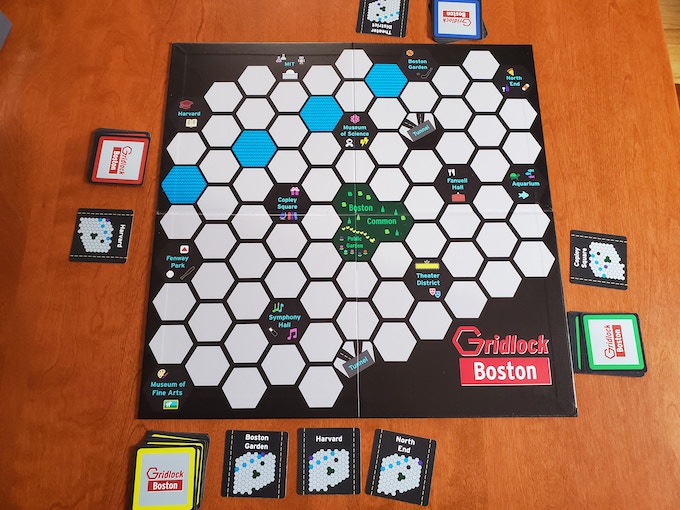 Theater
District
Gridlock
Boston
MIT
Boston
Garden
North
End
Harvard
Museum
of Science
Tunnel
Gridlock
Boston
Fanueil
Hall
Aquarium
Copley
Square
Boston
Common
Public
Garden
Harvard
Fenway
Park
Theater
District
Copley
Square
Symphony
Hall
Gridlock
Boston
Gridlock
Boston
Tunnel
Museum of
Fine Arts
Boston
Garden
Harvard
North
End
Gridlock
Boston